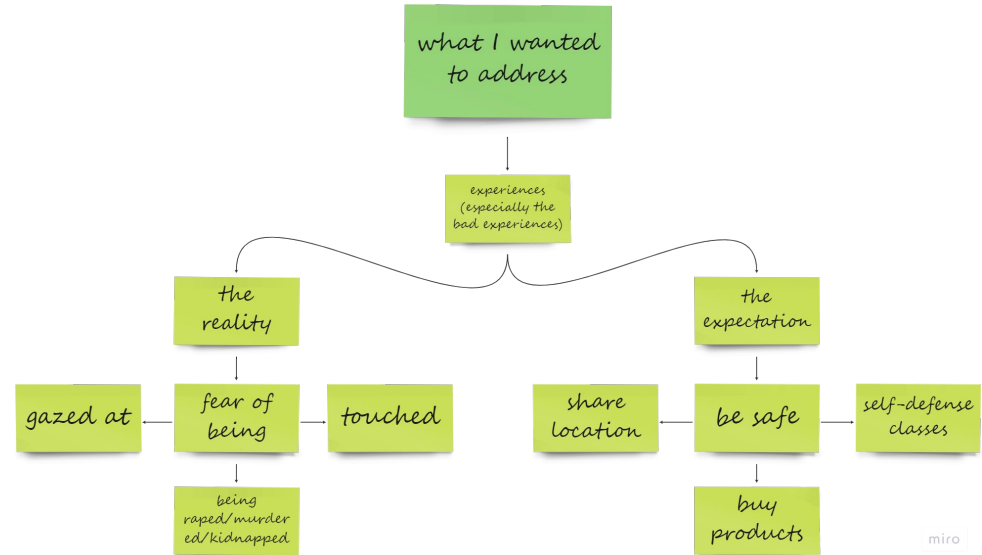 what I wanted
to address
experiences
(especially the
bad experiences)
the
reality
the
expectation
gazed at
fear of
being
touched
share
location
be safe
self-defense
classes
being
raped/murder
ed/kidnapped
buy
products
miro